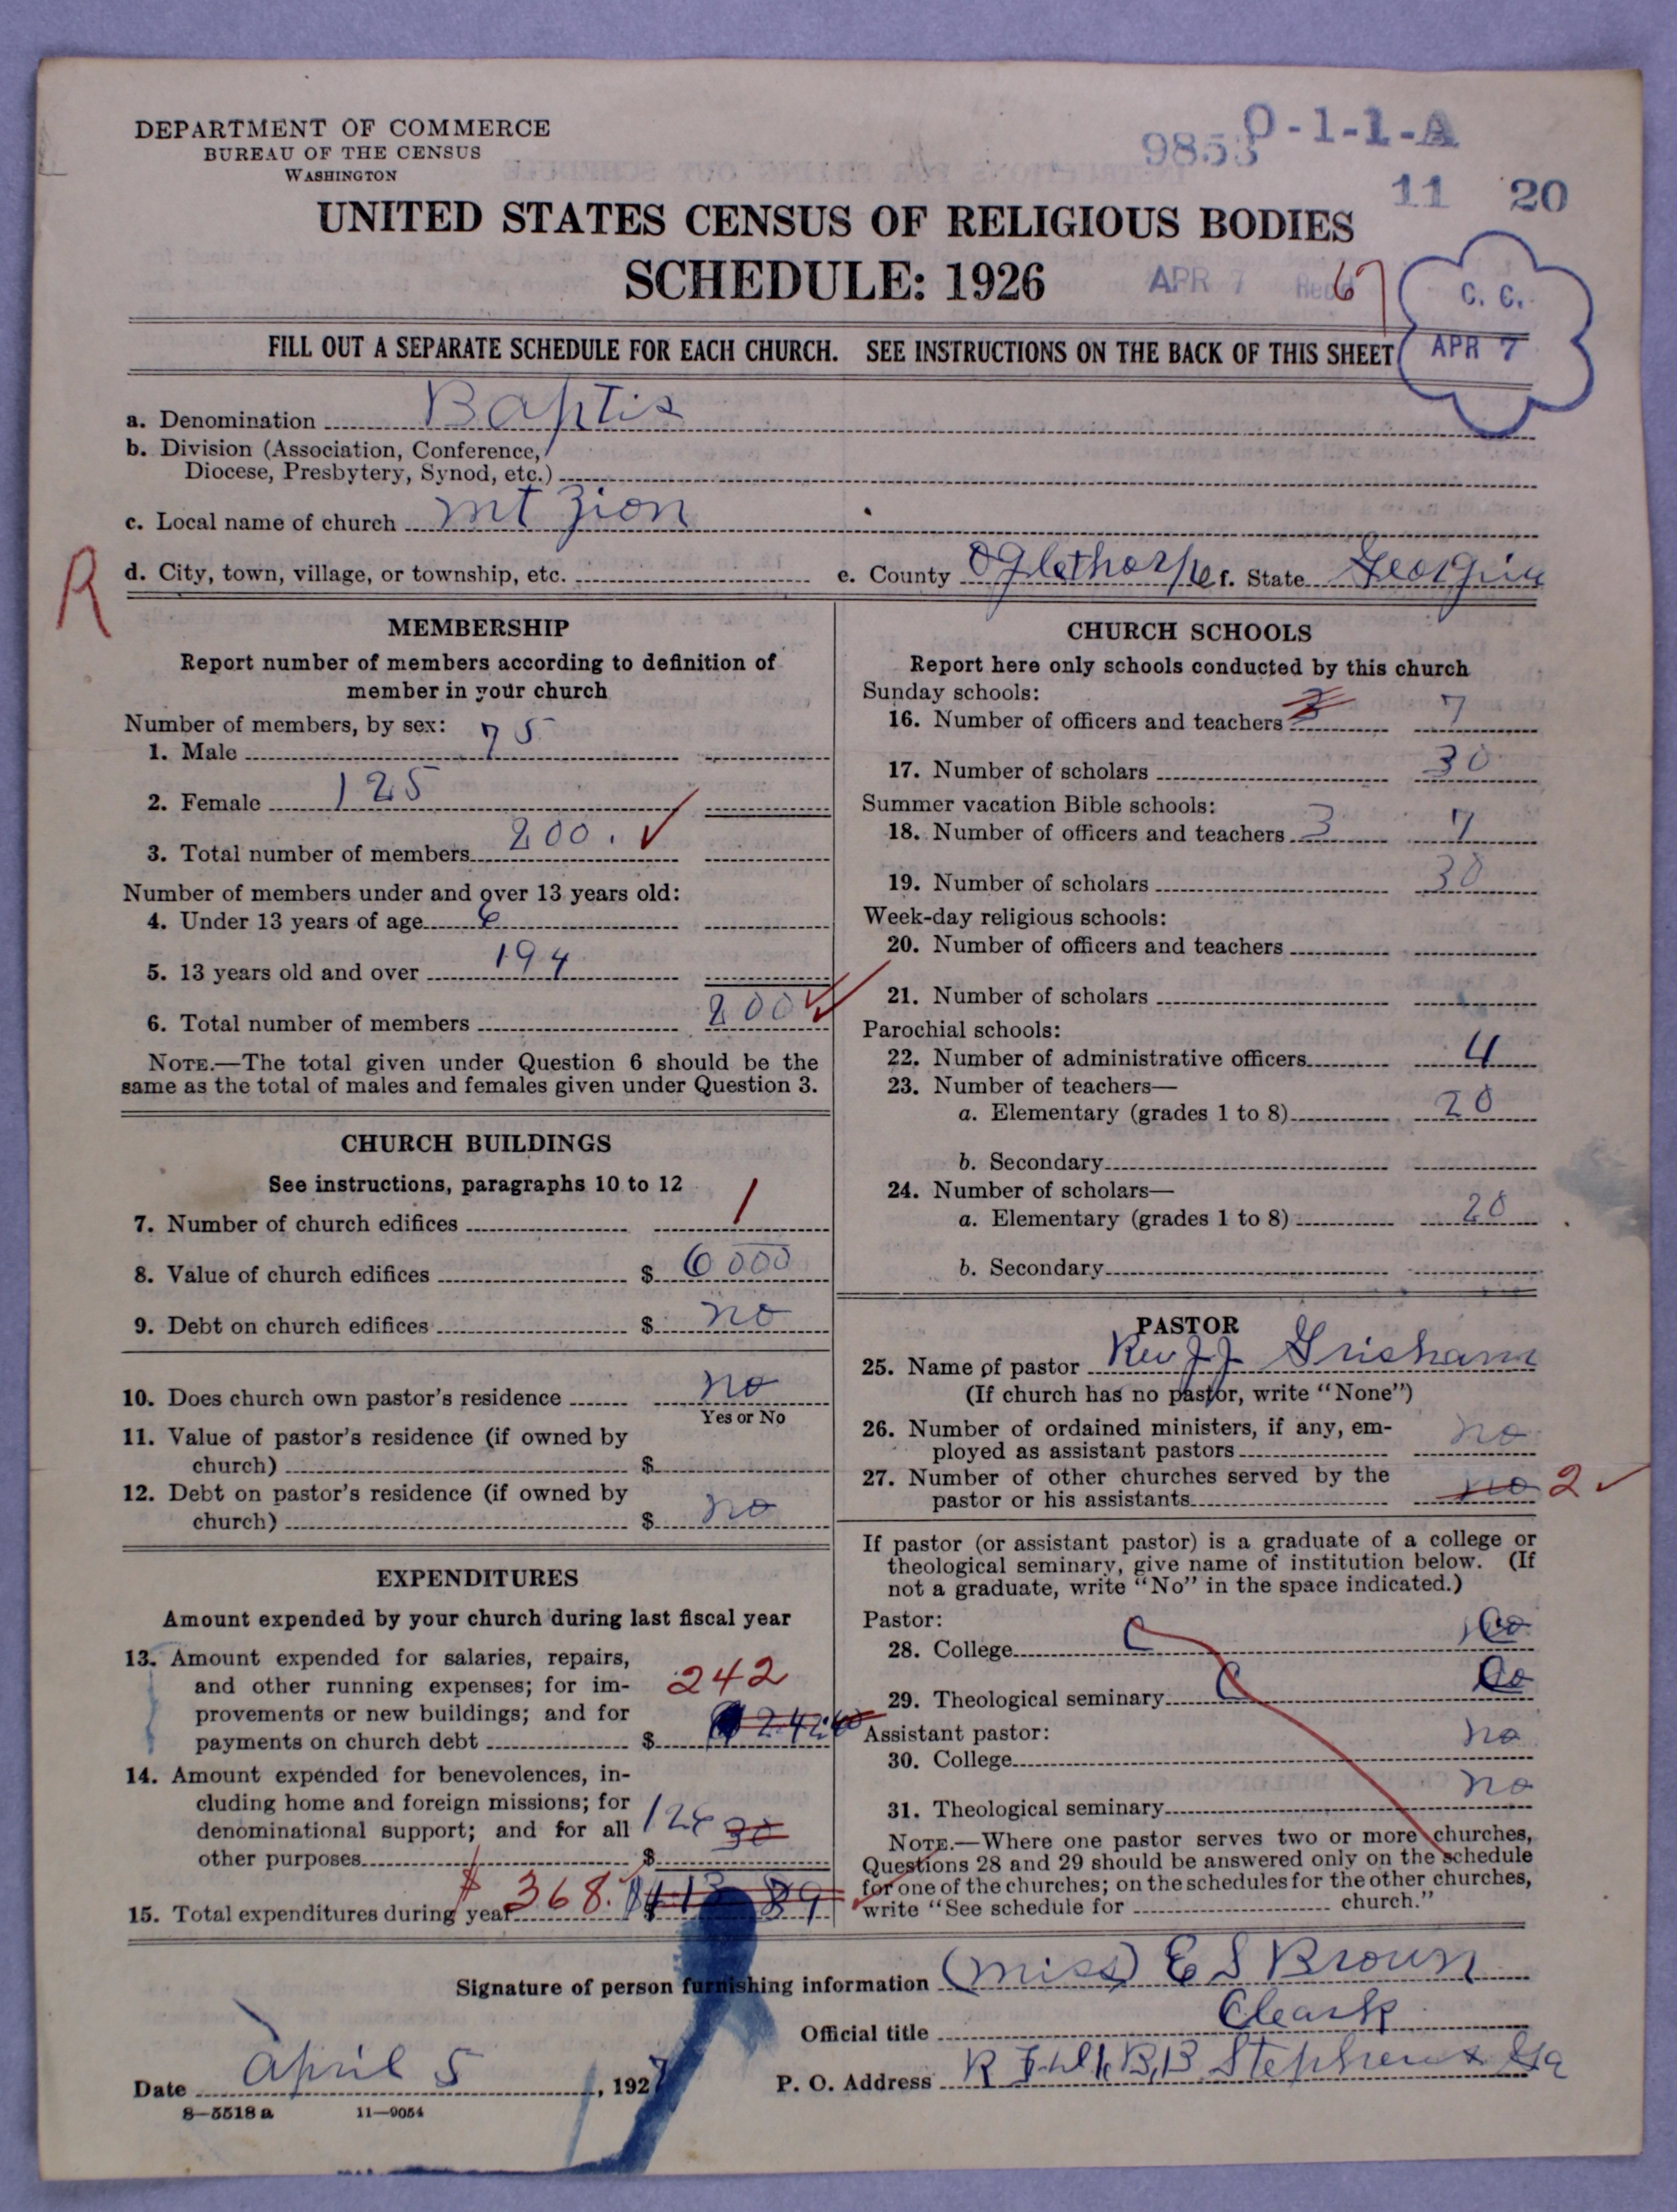 DEPARTMENT OF COMMERCE
BUREAU OF THE CENSUS
WASHINGTON
9853 O-1-1-A
11 20
UNITED STATES CENSUS OF RELIGIOUS BODIES
SCHEDULE: 1926
APR 7 Rec'd 67
C. C.
APR 7
FILL OUT A SEPARATE SCHEDULE FOR EACH CHURCH. SEE INSTRUCTIONS ON THE BACK OF THIS SHEET
a. Denomination Baptis
b. Division (Association, Conference,
Diocese, Presbytery, Synod, etc.)
c. Local name of church mt Zion
R
d. City, town, village, or township, etc. e. County Oglethorpe f. State Georgia
MEMBERSHIP
Report number of members according to definition of
member in your church
Number of members, by sex:
1. Male 75
2. Female 125
3. Total number of members 200. ✓
Number of members under and over 13 years old:
4. Under 13 years of age 6
5. 13 years old and over 194
6. Total number of members 200 ✓
NOTE.—The total given under Question 6 should be the
same as the total of males and females given under Question 3.
CHURCH BUILDINGS
See instructions, paragraphs 10 to 12
7. Number of church edifices 1
8. Value of church edifices $ 6000
9. Debt on church edifices $ no
10. Does church own pastor's residence no
Yes or No
11. Value of pastor's residence (if owned by
church) $
12. Debt on pastor's residence (if owned by
church) $ no
EXPENDITURES
Amount expended by your church during last fiscal year
13. Amount expended for salaries, repairs,
and other running expenses; for im-
provements or new buildings; and for
payments on church debt $ 242
14. Amount expended for benevolences, in-
cluding home and foreign missions; for
denominational support; and for all
other purposes $ 30
15. Total expenditures during year $ 368.
CHURCH SCHOOLS
Report here only schools conducted by this church
Sunday schools:
16. Number of officers and teachers 3 7
17. Number of scholars 30
Summer vacation Bible schools:
18. Number of officers and teachers 3 7
19. Number of scholars 30
Week-day religious schools:
20. Number of officers and teachers
21. Number of scholars
Parochial schools:
22. Number of administrative officers 4
23. Number of teachers—
a. Elementary (grades 1 to 8) 20
b. Secondary
24. Number of scholars—
a. Elementary (grades 1 to 8) 20
b. Secondary
PASTOR
25. Name of pastor Rev J J Grisham
(If church has no pastor, write "None")
26. Number of ordained ministers, if any, em-
ployed as assistant pastors no
27. Number of other churches served by the
pastor or his assistants no 2 ✓
If pastor (or assistant pastor) is a graduate of a college or
theological seminary, give name of institution below. (If
not a graduate, write "No" in the space indicated.)
Pastor:
28. College
29. Theological seminary
Assistant pastor:
30. College no
31. Theological seminary no
NOTE.—Where one pastor serves two or more churches,
Questions 28 and 29 should be answered only on the schedule
for one of the churches; on the schedules for the other churches,
write "See schedule for church."
Signature of person furnishing information (miss) E S Brown
Official title Cleark
Date april 5, 1927 P. O. Address Stephens Ga
8—5518 a 11—9054